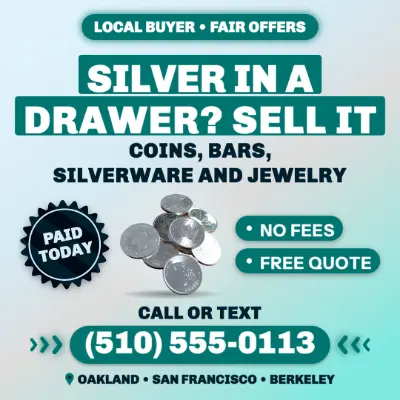 LOCAL BUYER • FAIR OFFERS
SILVER IN A
DRAWER? SELL IT
COINS, BARS,
SILVERWARE AND JEWELRY
PAID
TODAY
• NO FEES
• FREE QUOTE
CALL OR TEXT
(510) 555-0113
OAKLAND • SAN FRANCISCO • BERKELEY